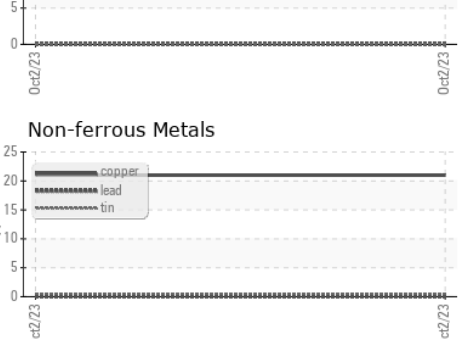 5
0
Oct2/23
Oct2/23
Non-ferrous Metals
25
20
15
10
5
0
copper
lead
tin
ct2/23
ct2/23